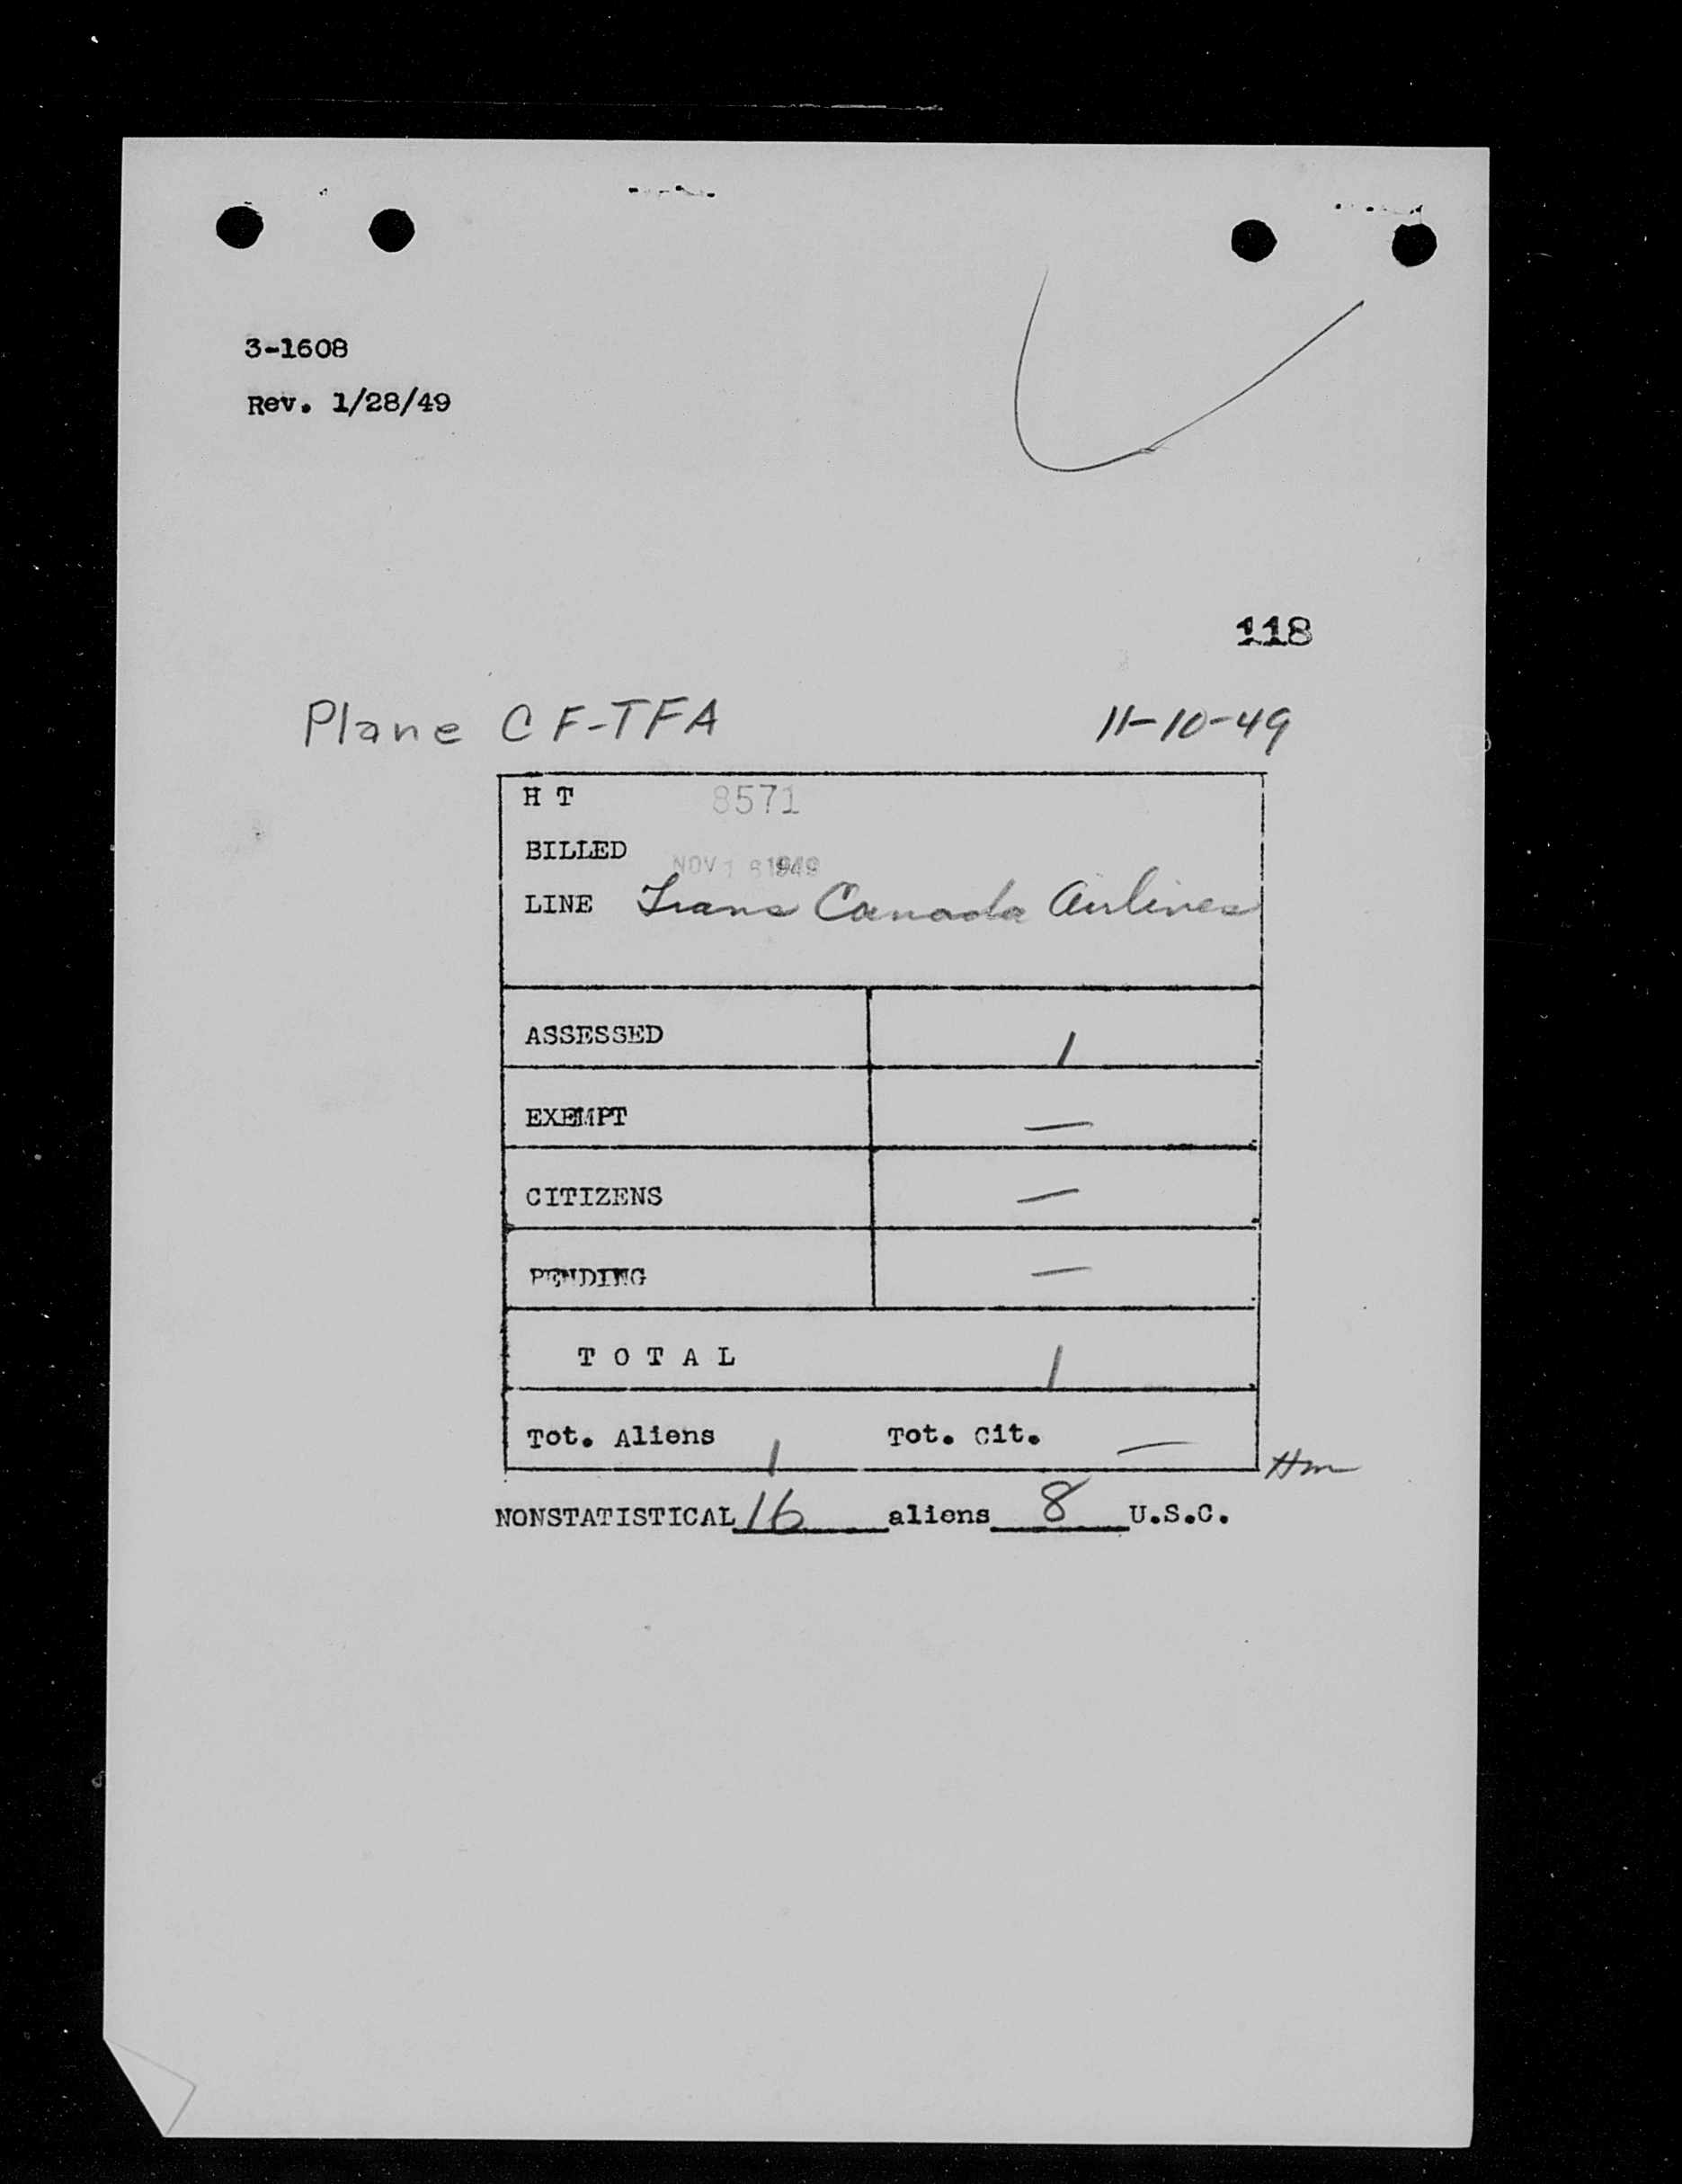 3-1608
Rev. 1/28/49
118
Plane CF-TFA 11-10-49
H T 8571
BILLED NOV 1 6 1949
LINE Trans Canada Airlines
ASSESSED 1
EXEMPT —
CITIZENS —
PENDING —
T O T A L 1
Tot. Aliens 1 Tot. Cit. —
Hm
NONSTATISTICAL 16 aliens 8 U.S.C.